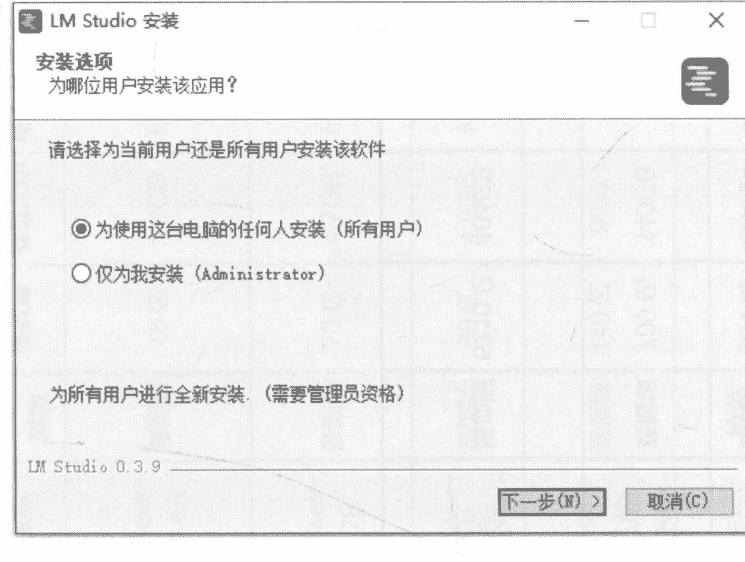 LM Studio 安装
安装选项
为哪位用户安装该应用？
请选择为当前用户还是所有用户安装该软件
为使用这台电脑的任何人安装（所有用户）
仅为我安装（Administrator）
为所有用户进行全新安装.（需要管理员资格）
LM Studio 0.3.9
下一步(N) >
取消(C)